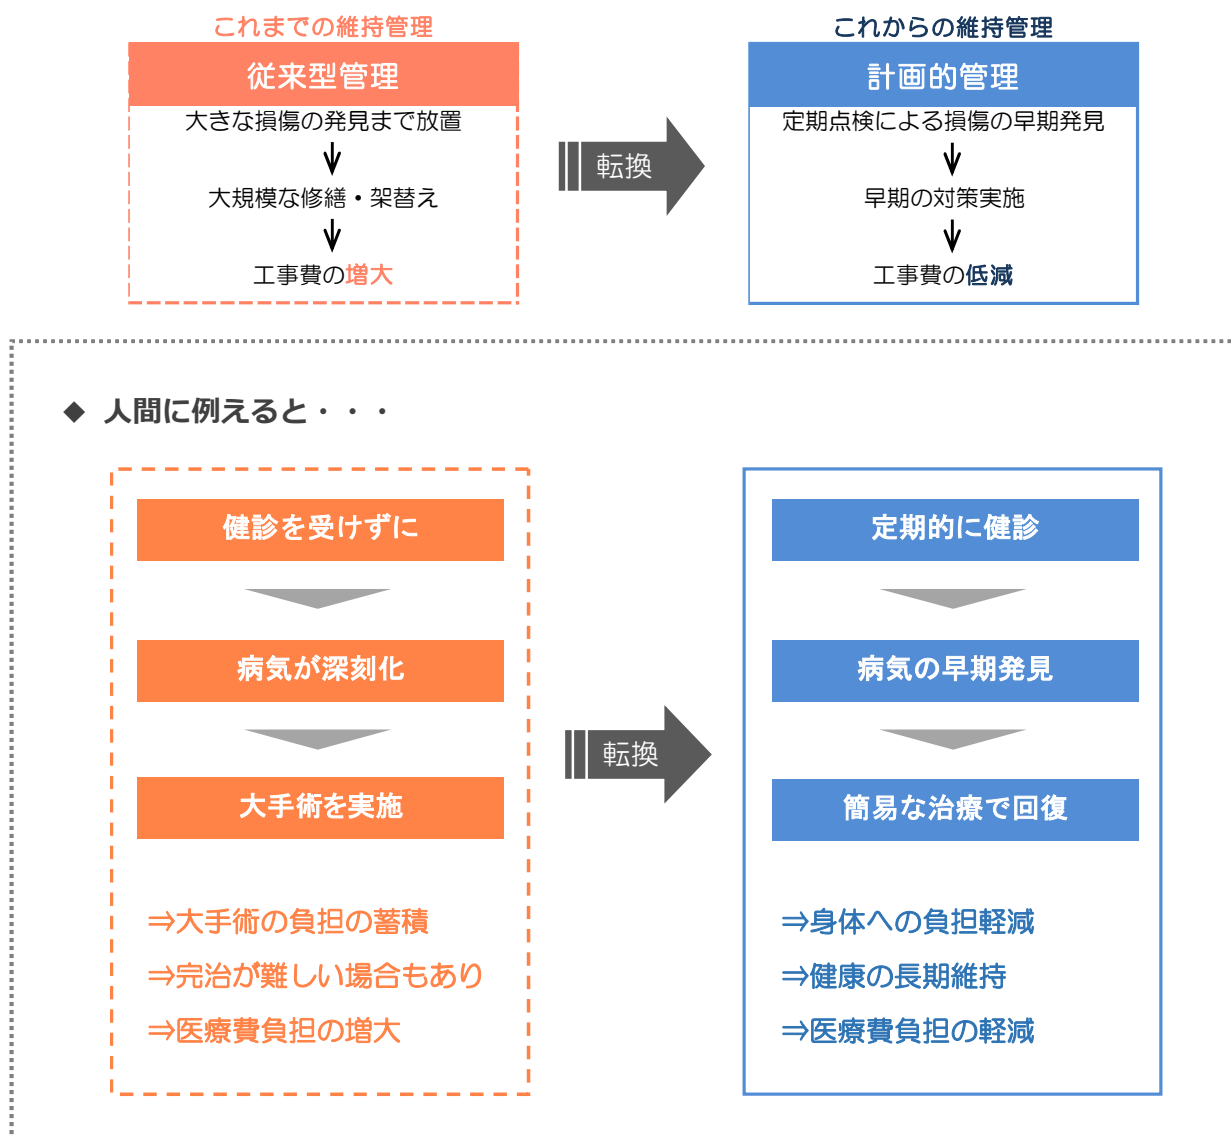 これまでの維持管理
従来型管理
大きな損傷の発見まで放置
大規模な修繕・架替え
工事費の増大
転換
これからの維持管理
計画的管理
定期点検による損傷の早期発見
早期の対策実施
工事費の低減
◆ 人間に例えると・・・
健診を受けずに
病気が深刻化
大手術を実施
⇒大手術の負担の蓄積
⇒完治が難しい場合もあり
⇒医療費負担の増大
転換
定期的に健診
病気の早期発見
簡易な治療で回復
⇒身体への負担軽減
⇒健康の長期維持
⇒医療費負担の軽減